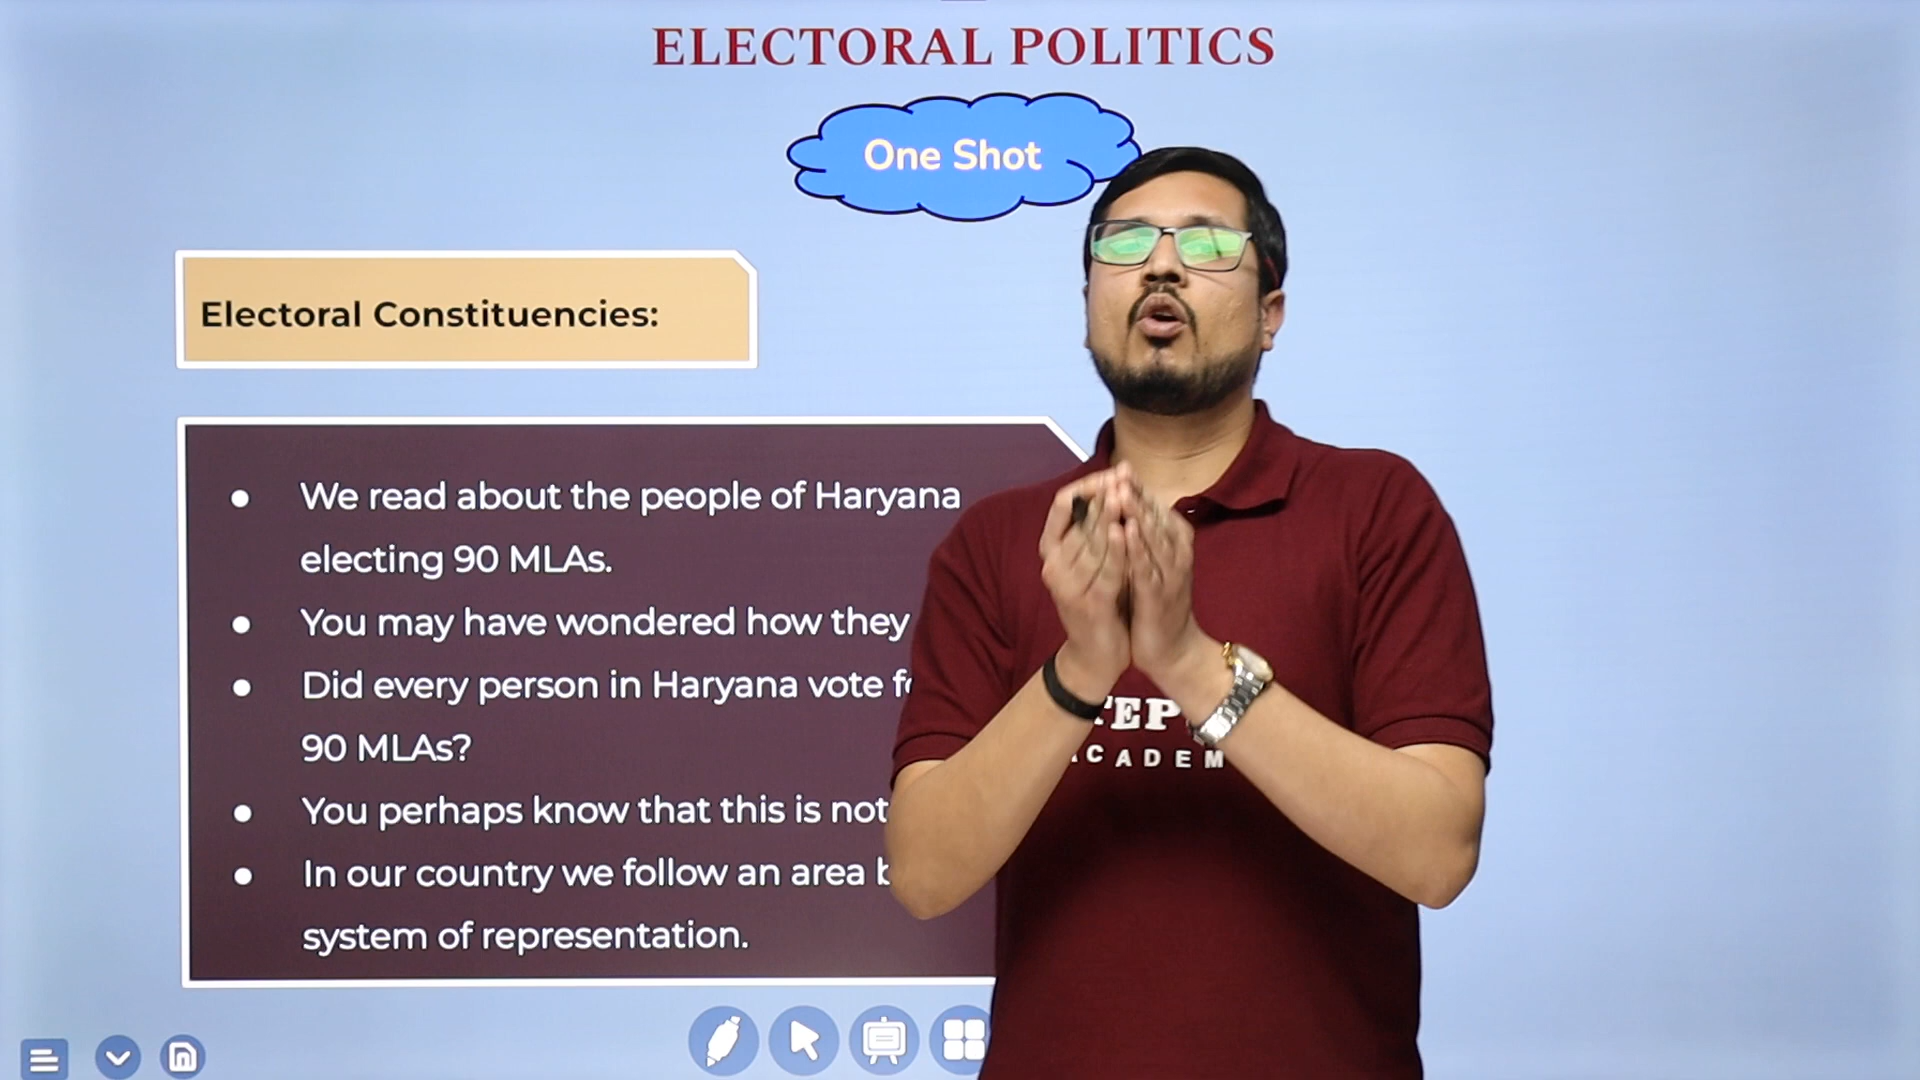 ELECTORAL POLITICS
One Shot
Electoral Constituencies:
We read about the people of Haryana
electing 90 MLAs.
You may have wondered how they
Did every person in Haryana vote
90 MLAs?
You perhaps know that this is not
In our country we follow an area
system of representation.